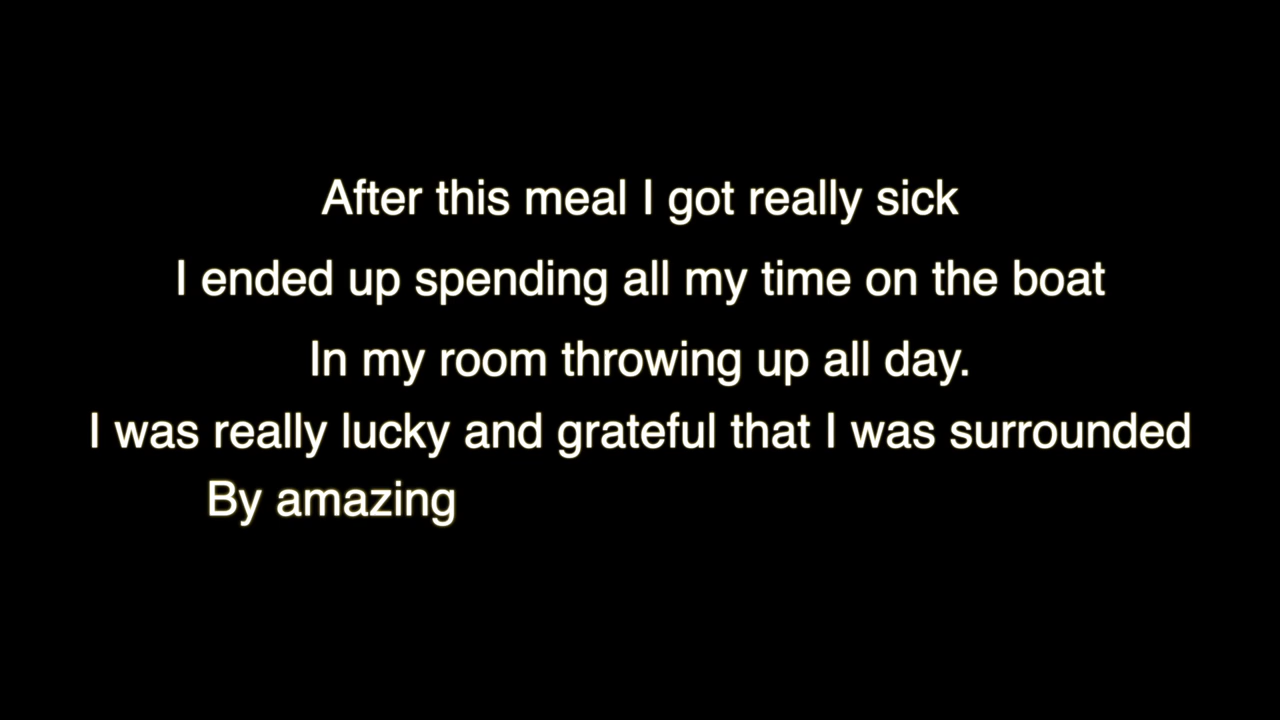 After this meal I got really sick
I ended up spending all my time on the boat
In my room throwing up all day.
I was really lucky and grateful that I was surrounded
By amazing